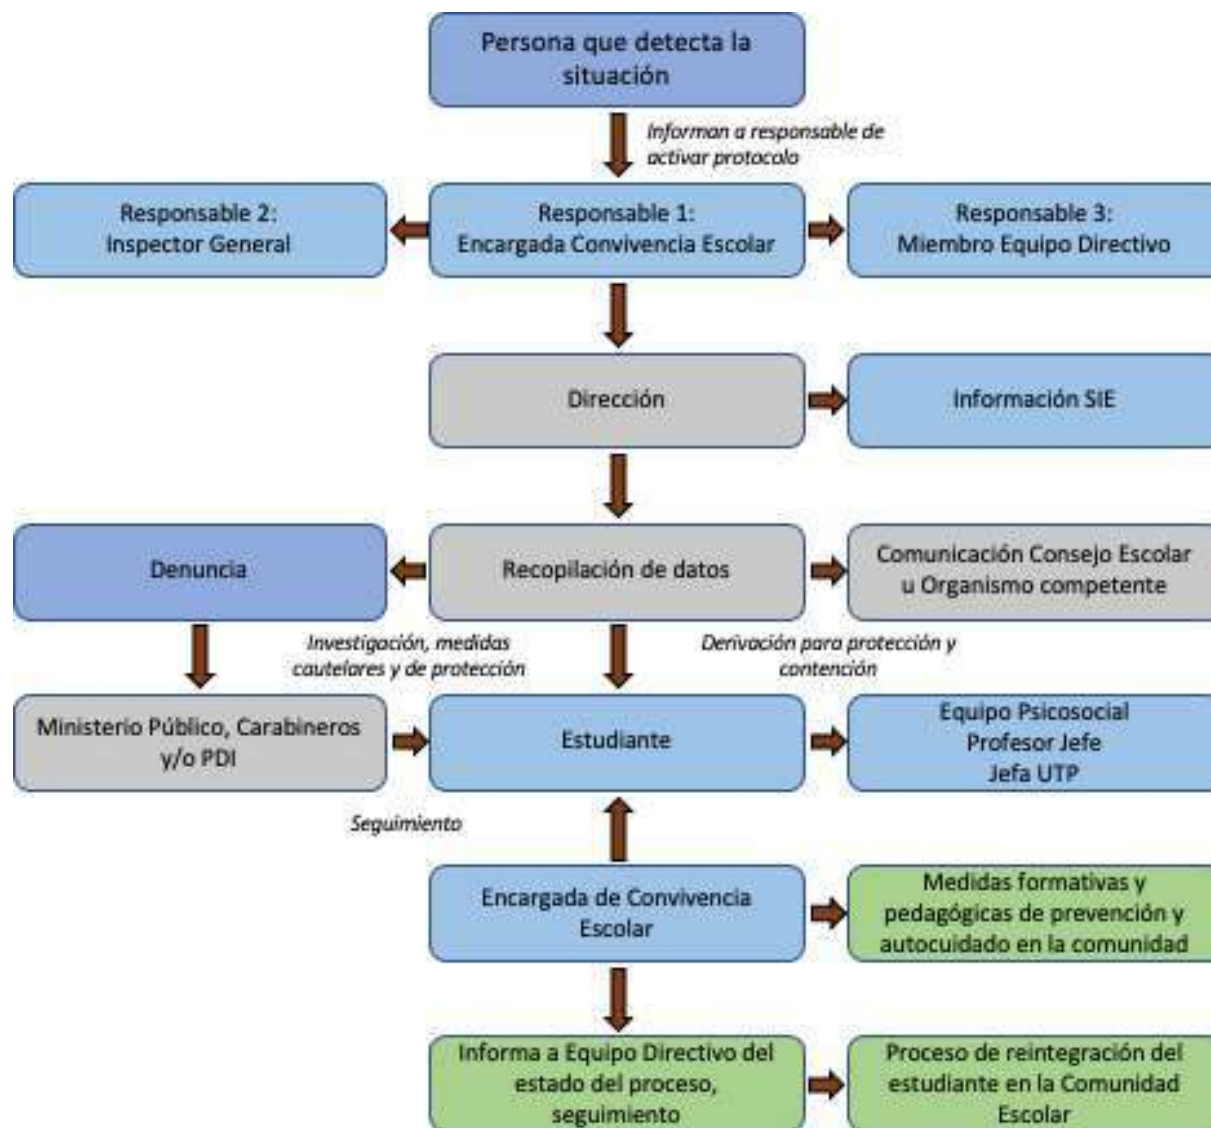 Persona que detecta la
situación
Informan a responsable de
activar protocolo
Responsable 2:
Inspector General
Responsable 1:
Encargada Convivencia Escolar
Responsable 3:
Miembro Equipo Directivo
Dirección
Información SIE
Denuncia
Recopilación de datos
Comunicación Consejo Escolar
u Organismo competente
Investigación, medidas
cautelares y de protección
Derivación para protección y
contención
Ministerio Público, Carabineros
y/o PDI
Estudiante
Equipo Psicosocial
Profesor Jefe
Jefa UTP
Seguimiento
Encargada de Convivencia
Escolar
Medidas formativas y
pedagógicas de prevención y
autocuidado en la comunidad
Informa a Equipo Directivo del
estado del proceso,
seguimiento
Proceso de reintegración del
estudiante en la Comunidad
Escolar